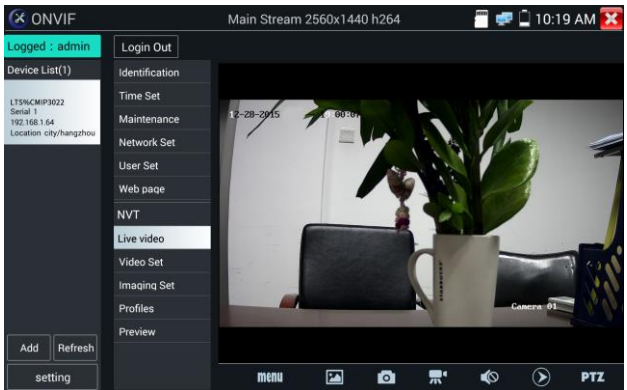 ONVIF
Main Stream 2560x1440 h264
10:19 AM
Logged : admin
Login Out
Device List(1)
LTS%CMIP3022
Serial 1
192.168.1.64
Location city/hangzhou
Identification
Time Set
Maintenance
Network Set
User Set
Web page
NVT
Live video
Video Set
Imaging Set
Profiles
Preview
12-28-2015
Camera 01
STARBUCKS
Add
Refresh
setting
menu
PTZ